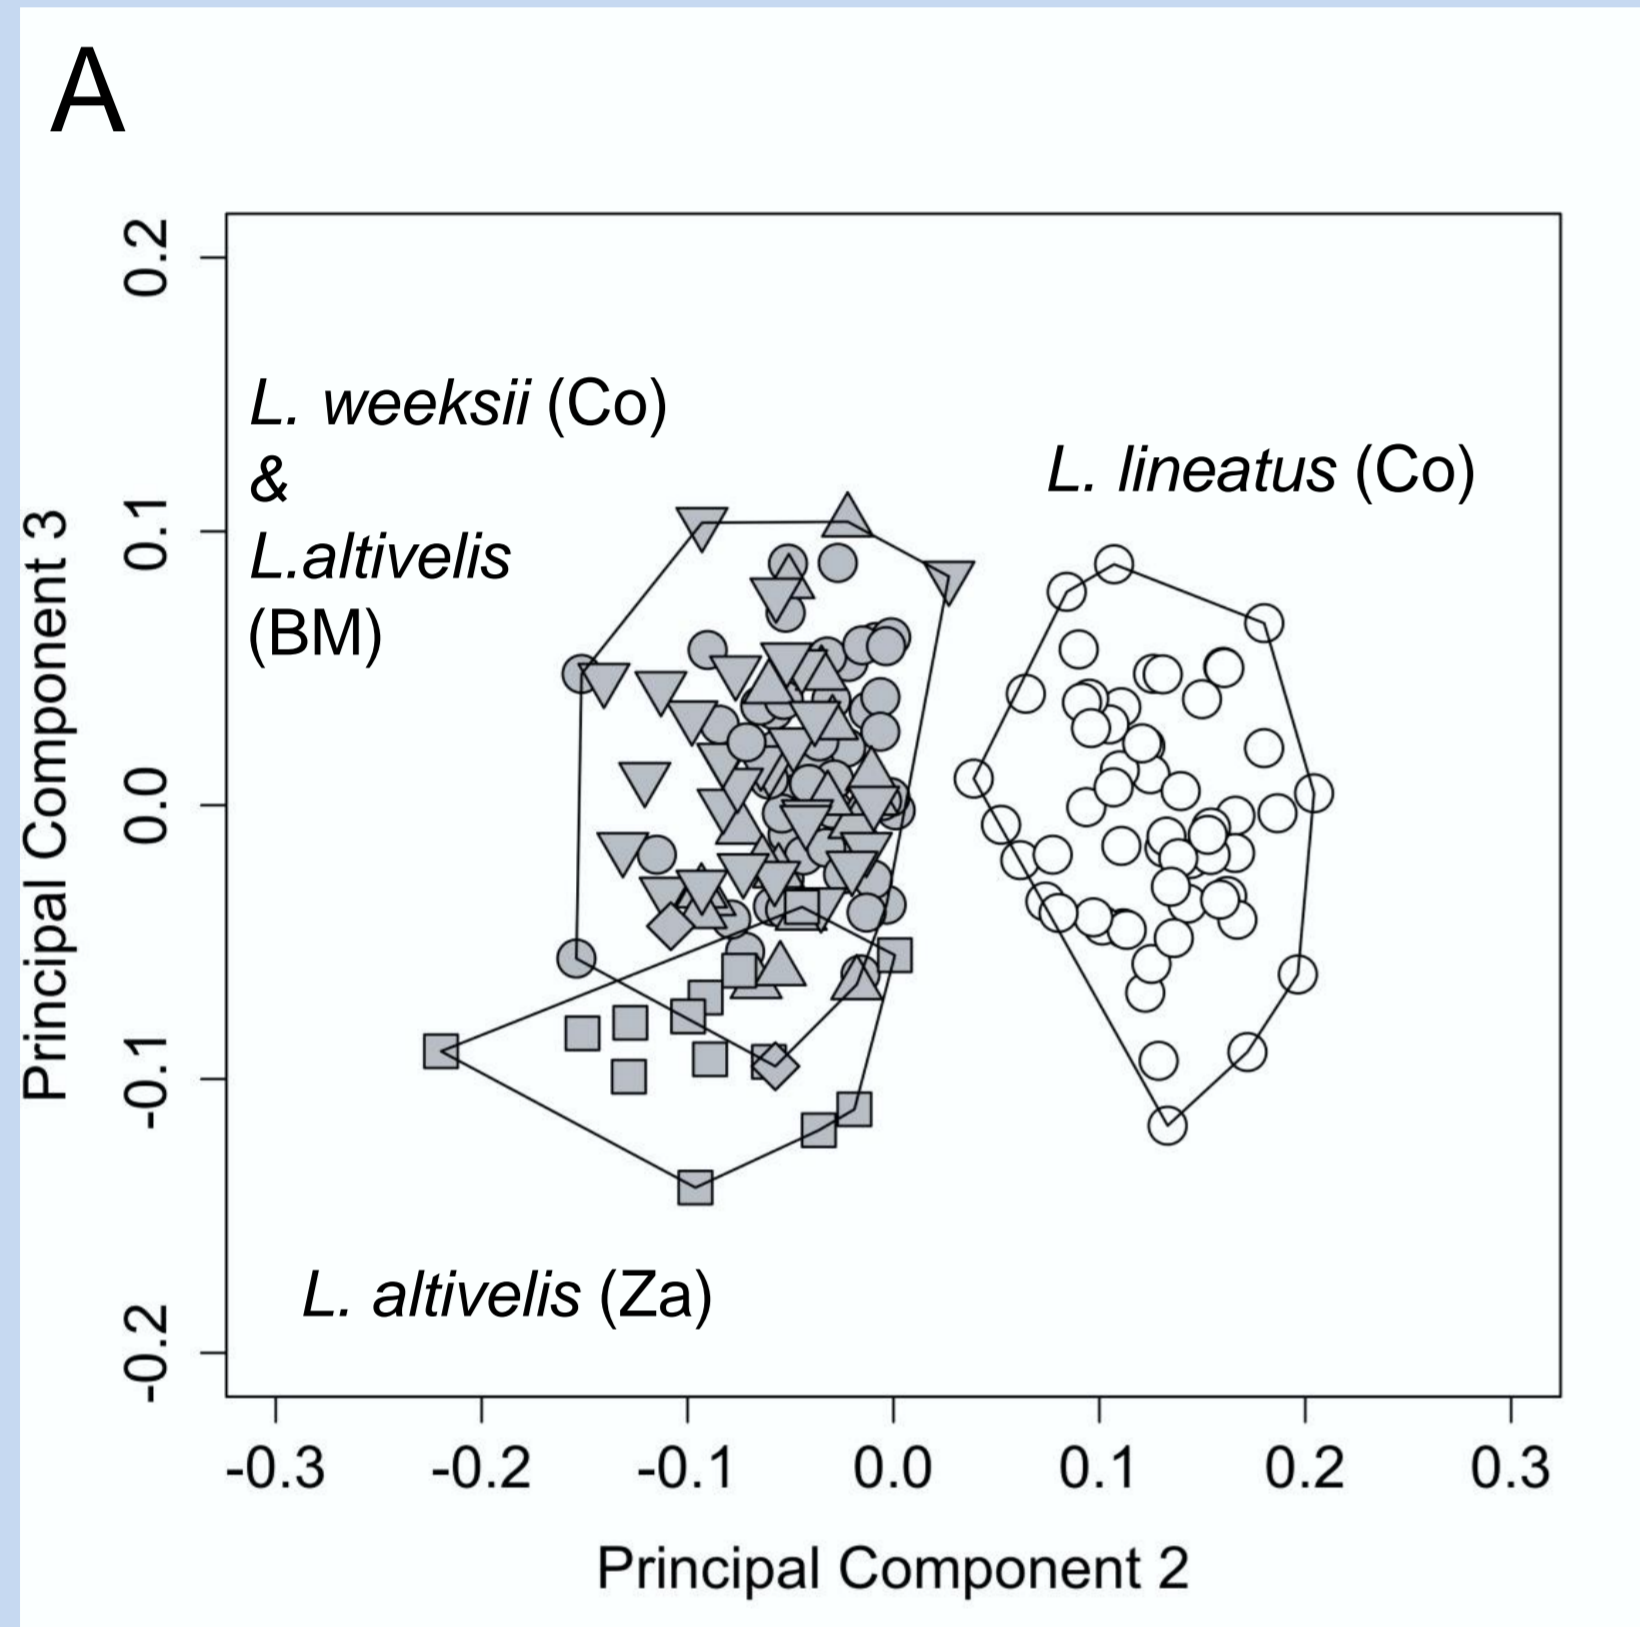 A
0.2
0.1
0.0
-0.1
-0.2
Principal Component 3
L. weeksii (Co)
&
L.altivelis
(BM)
L. lineatus (Co)
L. altivelis (Za)
-0.3 -0.2 -0.1 0.0 0.1 0.2 0.3
Principal Component 2